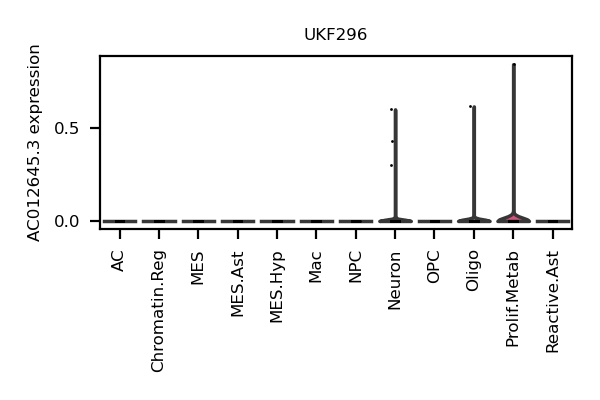 UKF296
AC012645.3 expression
0.5
0.0
AC
Chromatin.Reg
MES
MES.Ast
MES.Hyp
Mac
NPC
Neuron
OPC
Oligo
Prolif.Metab
Reactive.Ast